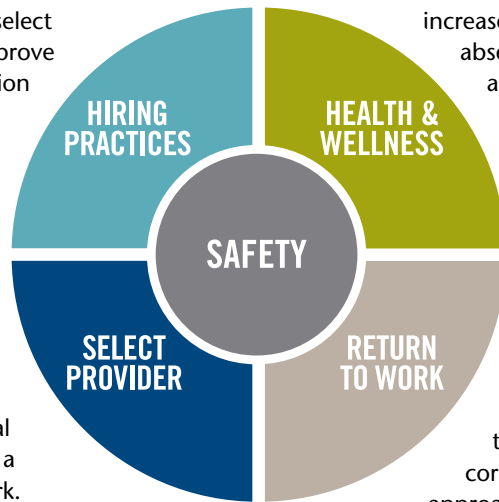 select
prove
ion
increase
abse
a
HIRING
PRACTICES
HEALTH &
WELLNESS
SAFETY
SELECT
PROVIDER
RETURN
TO WORK
al
a
rk.
t
cor